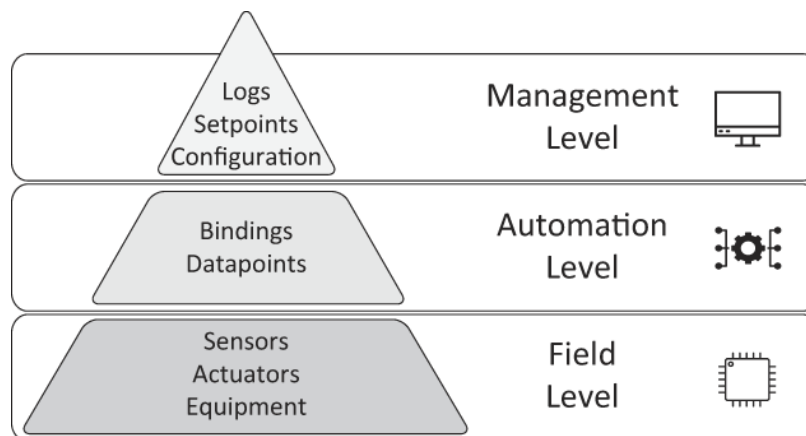 Logs
Setpoints
Configuration
Management
Level
Bindings
Datapoints
Automation
Level
Sensors
Actuators
Equipment
Field
Level